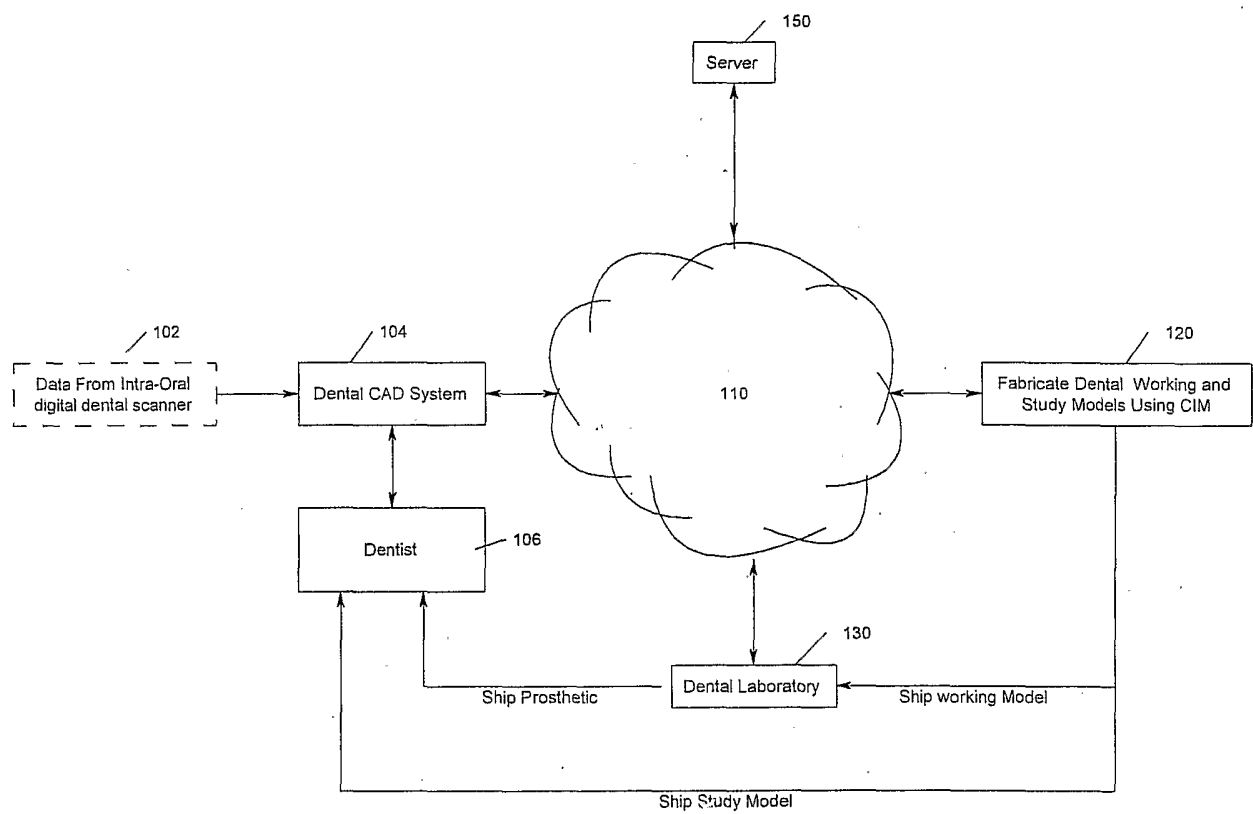 150
Server
102
104
120
Data From Intra-Oral
digital dental scanner
Dental CAD System
110
Fabricate Dental Working and
Study Models Using CIM
Dentist
106
130
Dental Laboratory
Ship Prosthetic
Ship working Model
Ship Study Model